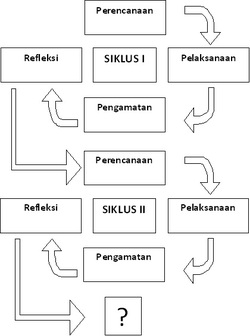 Perencanaan
Refleksi
SIKLUS I
Pelaksanaan
Pengamatan
Perencanaan
Refleksi
SIKLUS II
Pelaksanaan
Pengamatan
?